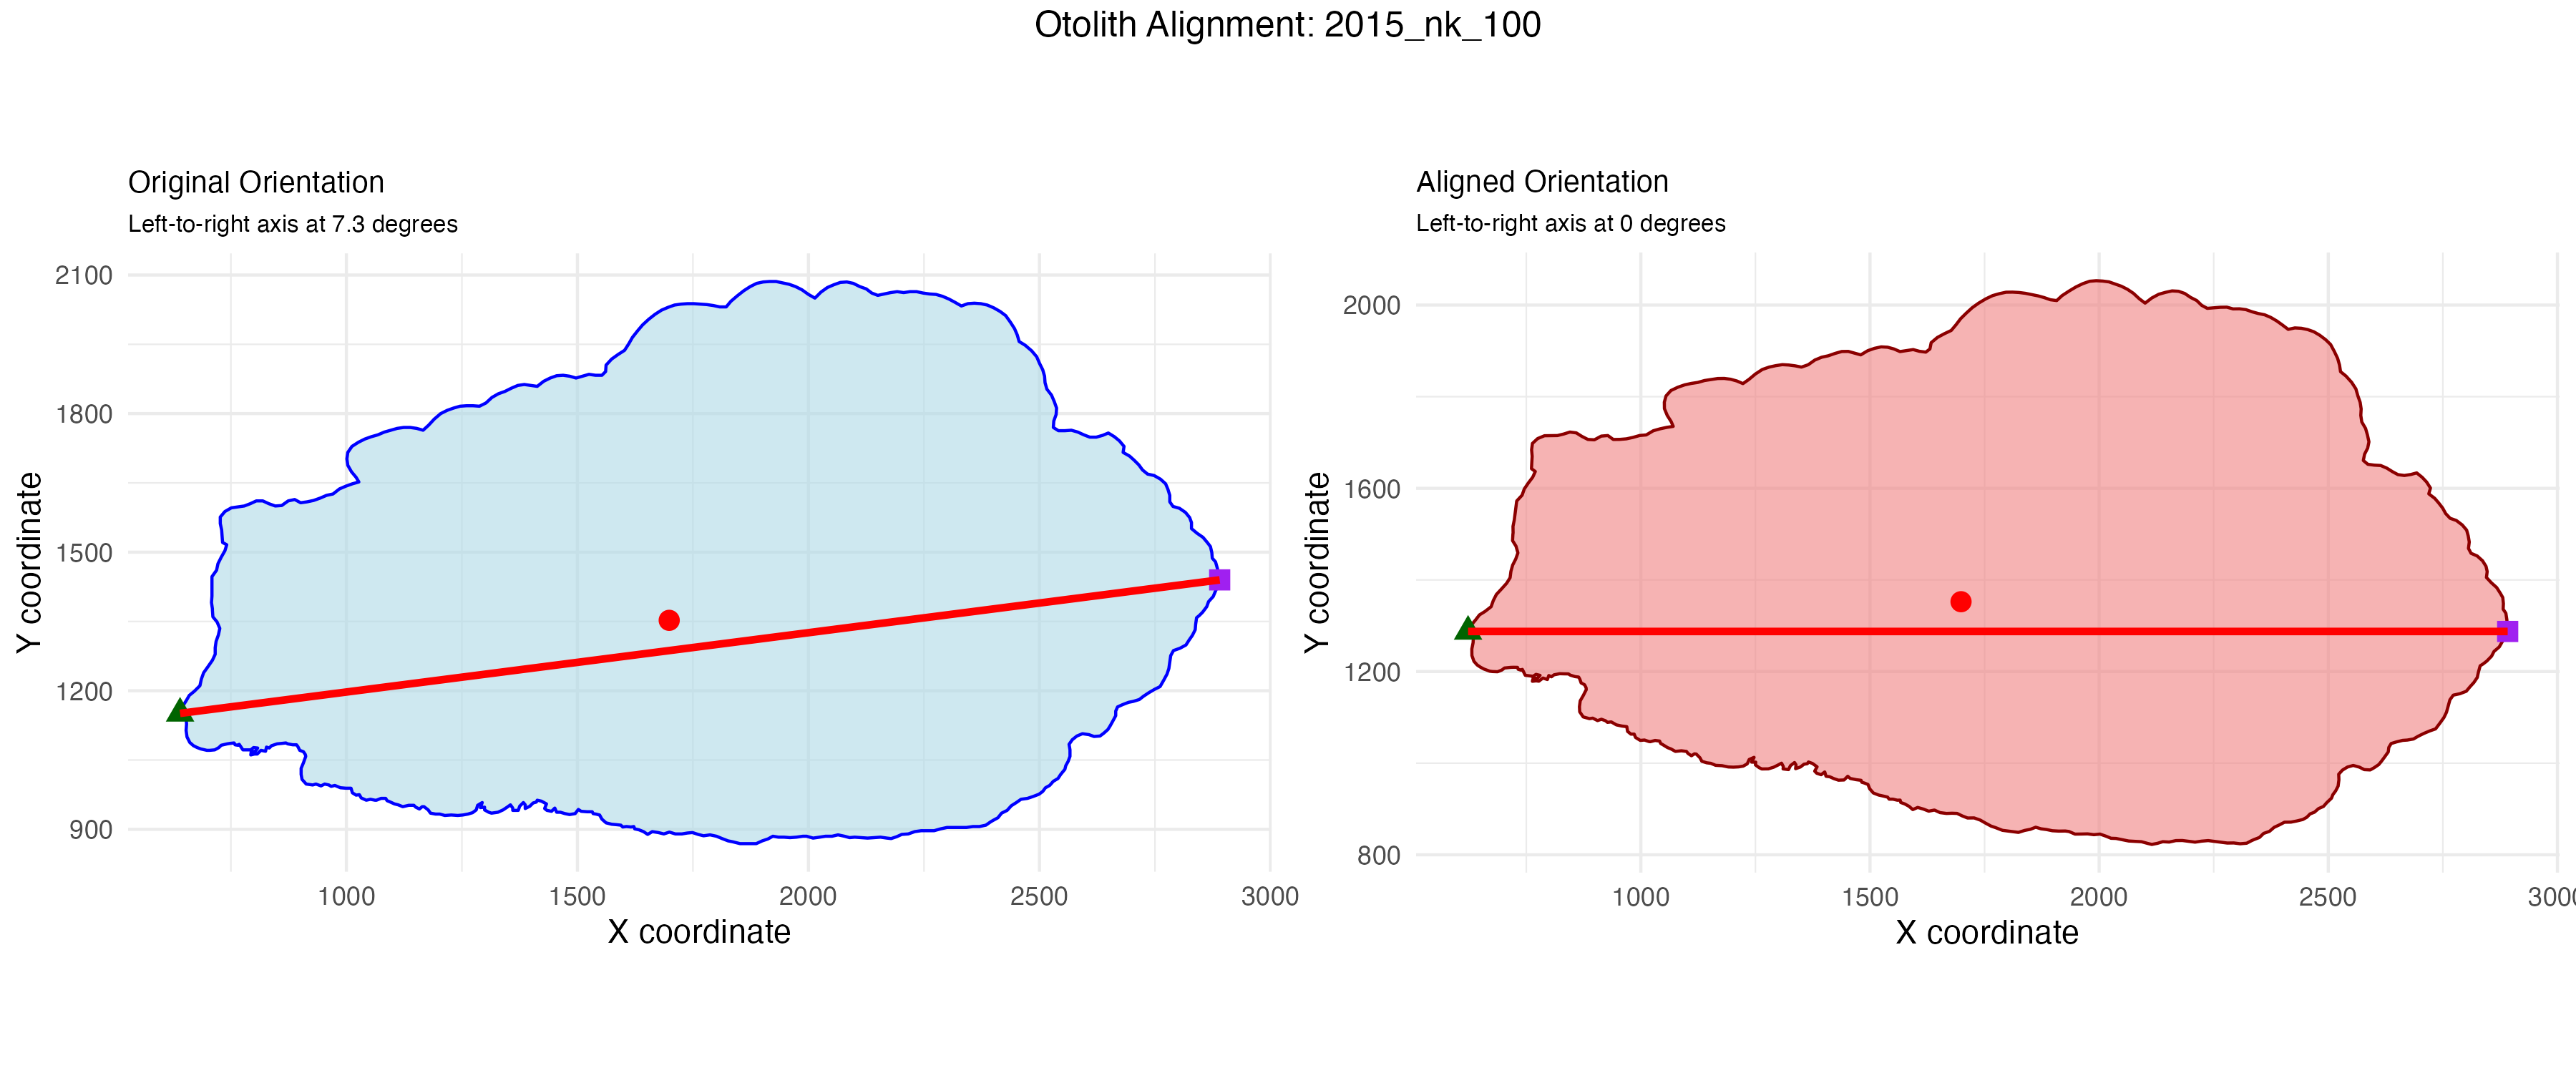 Otolith Alignment: 2015_nk_100
Original Orientation
Left-to-right axis at 7.3 degrees
2100
1800
1500
1200
900
Y coordinate
1000 1500 2000 2500 3000
X coordinate
Aligned Orientation
Left-to-right axis at 0 degrees
2000
1600
1200
800
Y coordinate
1000 1500 2000 2500 3000
X coordinate